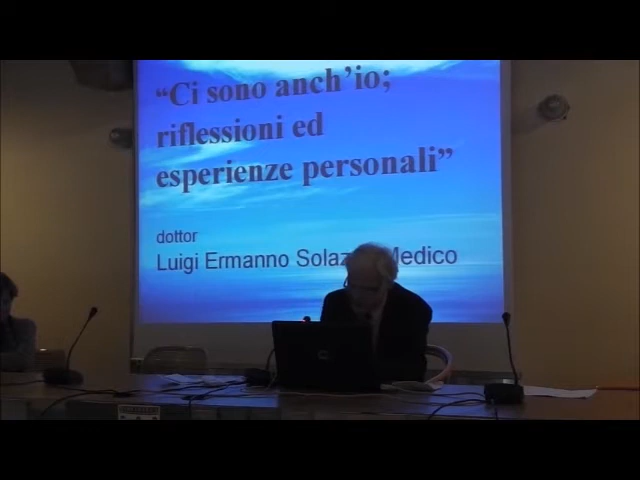 “Ci sono anch’io;
riflessioni ed
esperienze personali”
dottor
Luigi Ermanno Medico